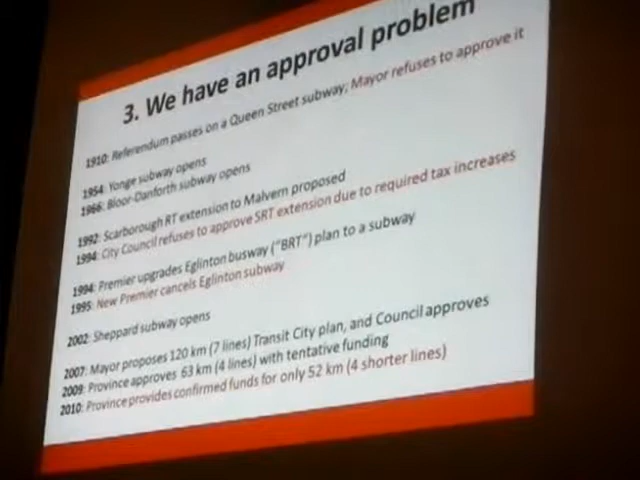 3. We have an approval problem
1910: Referendum passes on a Queen Street subway; Mayor refuses to approve it
1954: Yonge subway opens
1966: Bloor-Danforth subway opens
1992: Scarborough RT extension to Malvern proposed
1994: City Council refuses to approve SRT extension due to required tax increases
1994: Premier upgrades Eglinton busway ("BRT") plan to a subway
1995: New Premier cancels Eglinton subway
2002: Sheppard subway opens
2007: Mayor proposes 120 km (7 lines) Transit City plan, and Council approves
2009: Province approves 63 km (4 lines) with tentative funding
2010: Province provides confirmed funds for only 52 km (4 shorter lines)